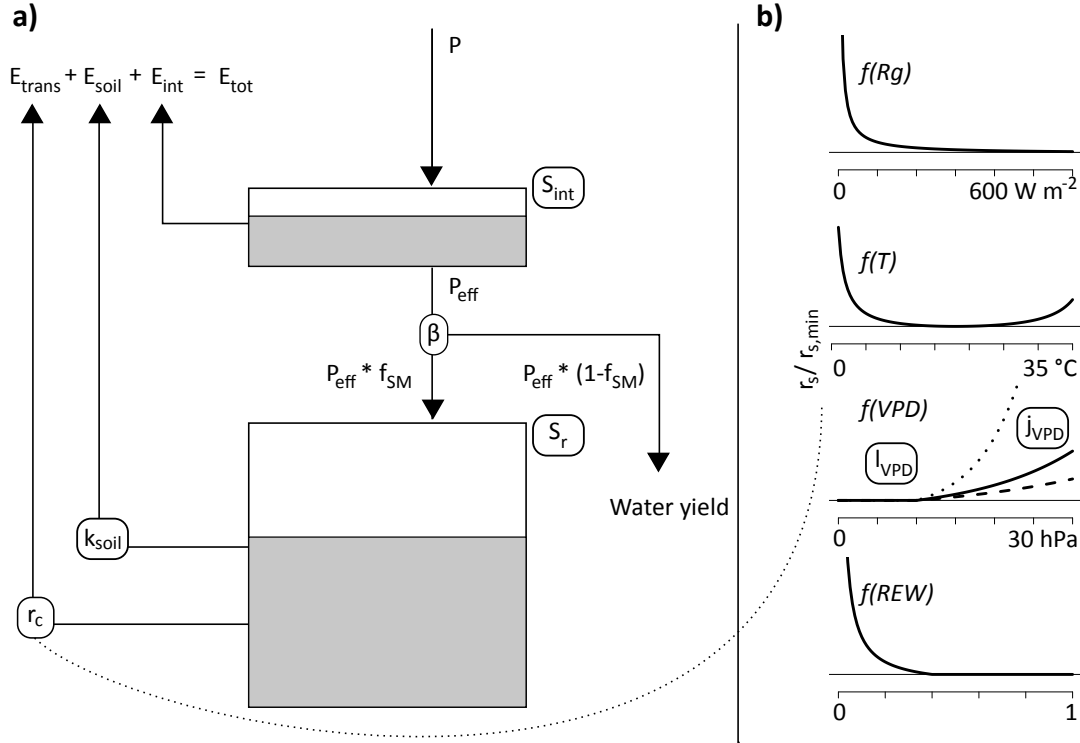 a)
P
E_trans + E_soil + E_int = E_tot
S_int
P_eff
β
P_eff * f_SM
P_eff * (1-f_SM)
S_r
Water yield
k_soil
r_c
b)
f(Rg)
0
600 W m⁻²
f(T)
0
35 °C
r_s / r_s,min
f(VPD)
j_VPD
l_VPD
0
30 hPa
f(REW)
0
1